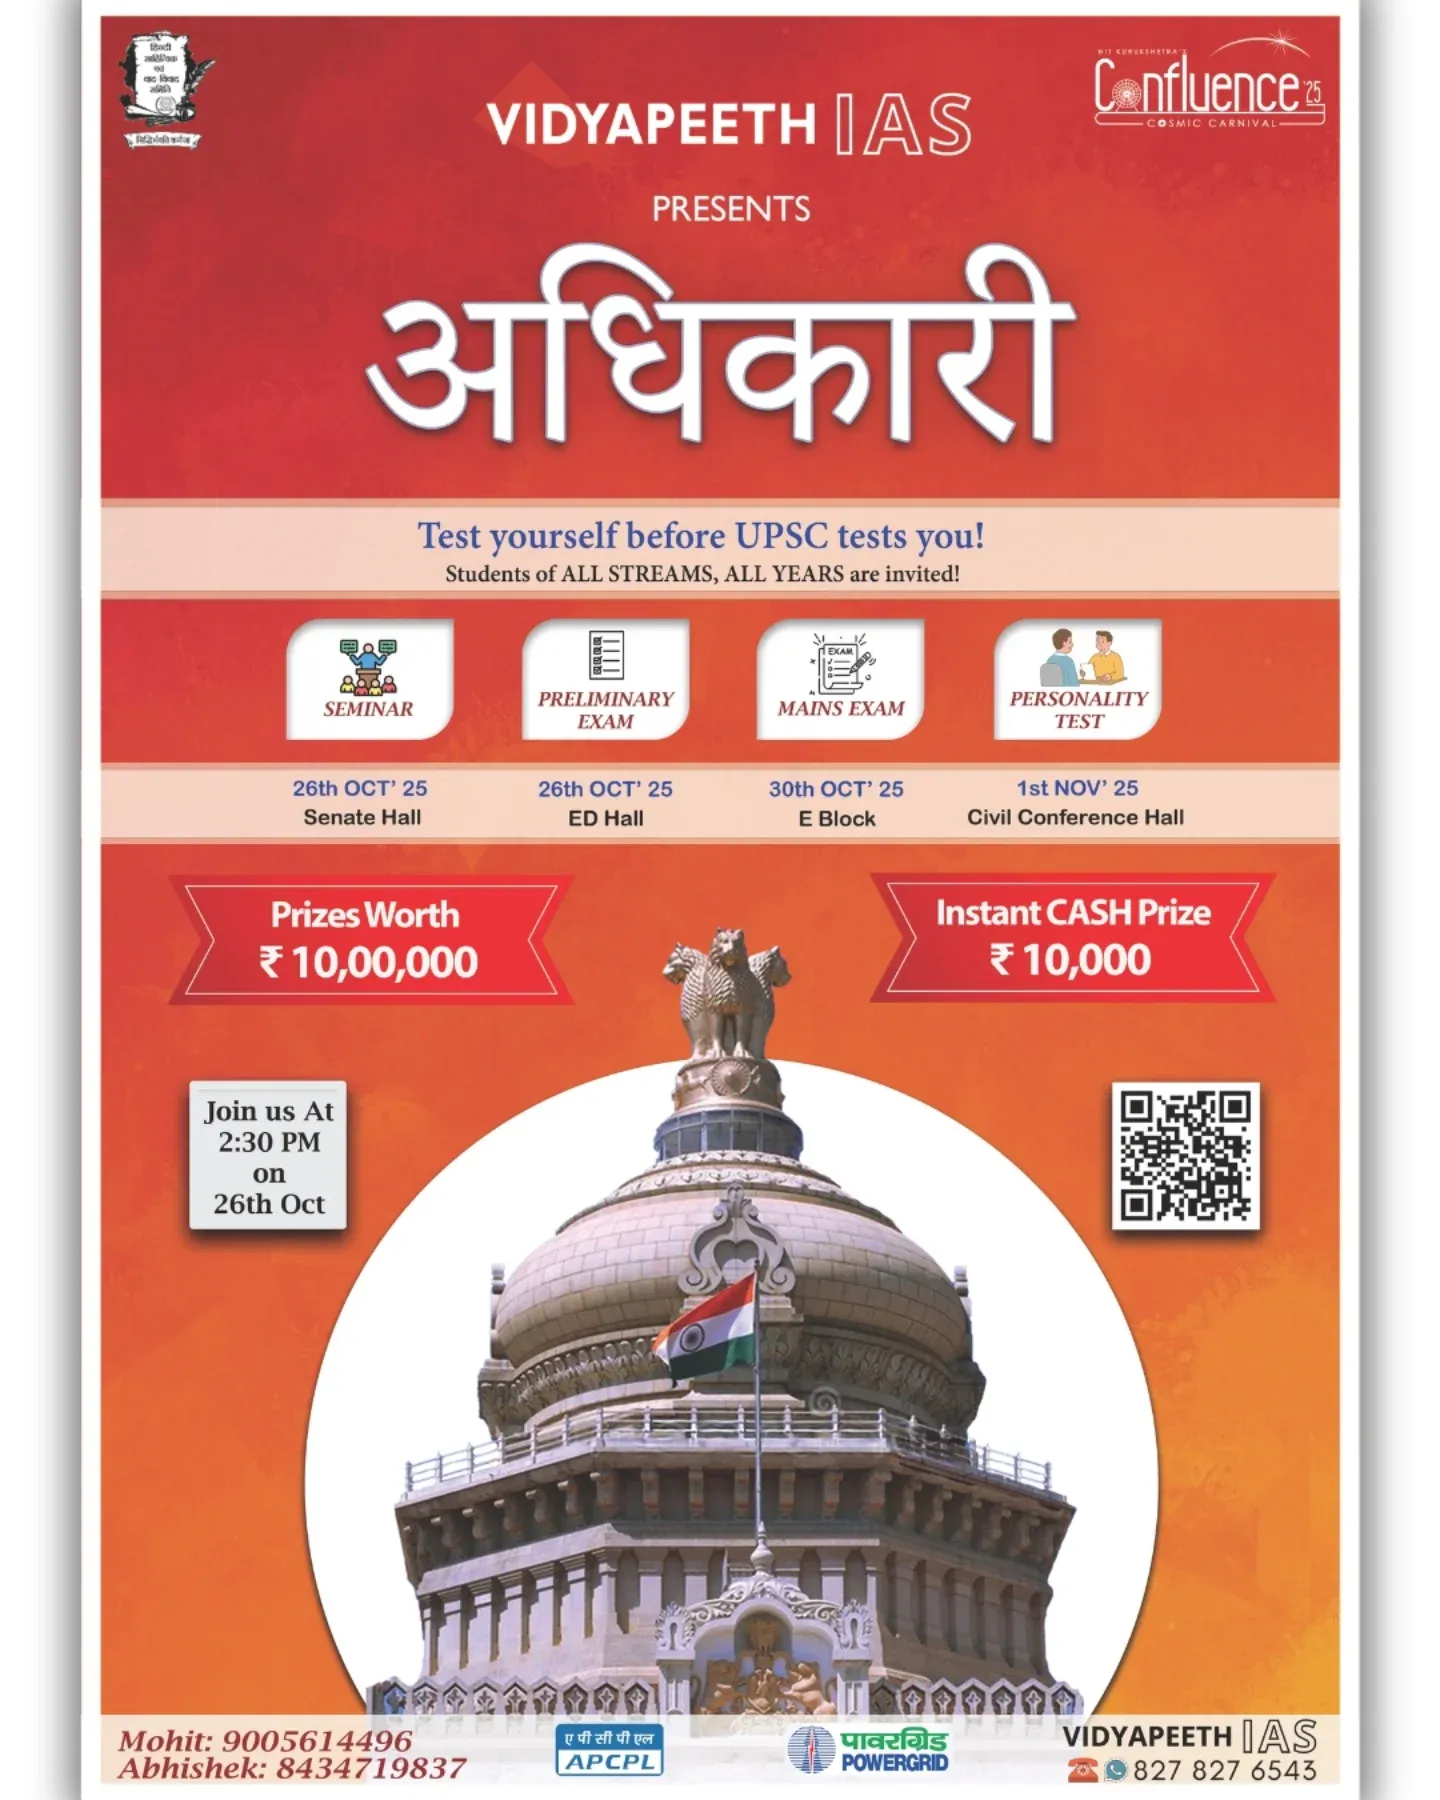 हिन्दी
साहित्यिक
एवं
वाद विवाद
समिति
NIT KURUKSHETRA'S
Confluence '25
COSMIC CARNIVAL
VIDYAPEETH IAS
PRESENTS
अधिकारी
Test yourself before UPSC tests you!
Students of ALL STREAMS, ALL YEARS are invited!
SEMINAR
PRELIMINARY
EXAM
EXAM
MAINS EXAM
PERSONALITY
TEST
26th OCT' 25
Senate Hall
26th OCT' 25
ED Hall
30th OCT' 25
E Block
1st NOV' 25
Civil Conference Hall
Prizes Worth
₹ 10,00,000
Instant CASH Prize
₹ 10,000
Join us At
2:30 PM
on
26th Oct
Mohit: 9005614496
Abhishek: 8434719837
ए पी सी पी एल
APCPL
पावरग्रिड
POWERGRID
VIDYAPEETH IAS
827 827 6543